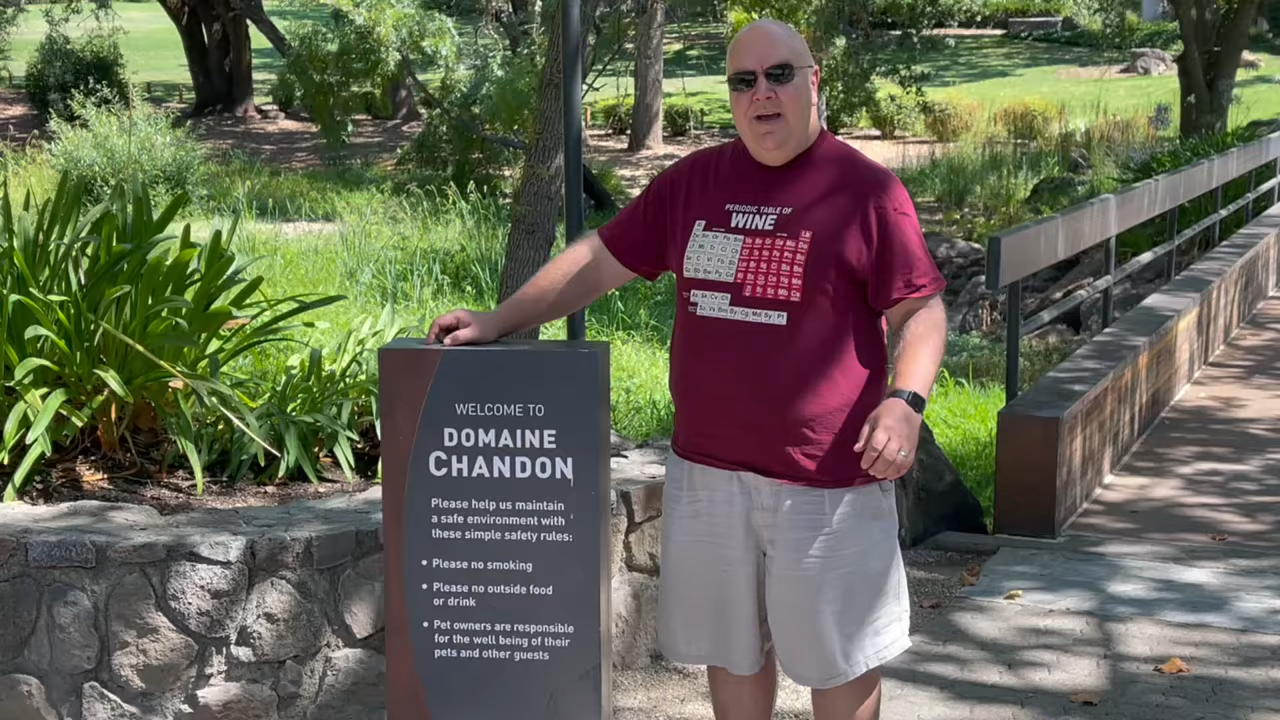 PERIODIC TABLE OF
WINE
WELCOME TO
DOMAINE
CHANDON
Please help us maintain
a safe environment with
these simple safety rules:
• Please no smoking
• Please no outside food
or drink
• Pet owners are responsible
for the well being of their
pets and other guests